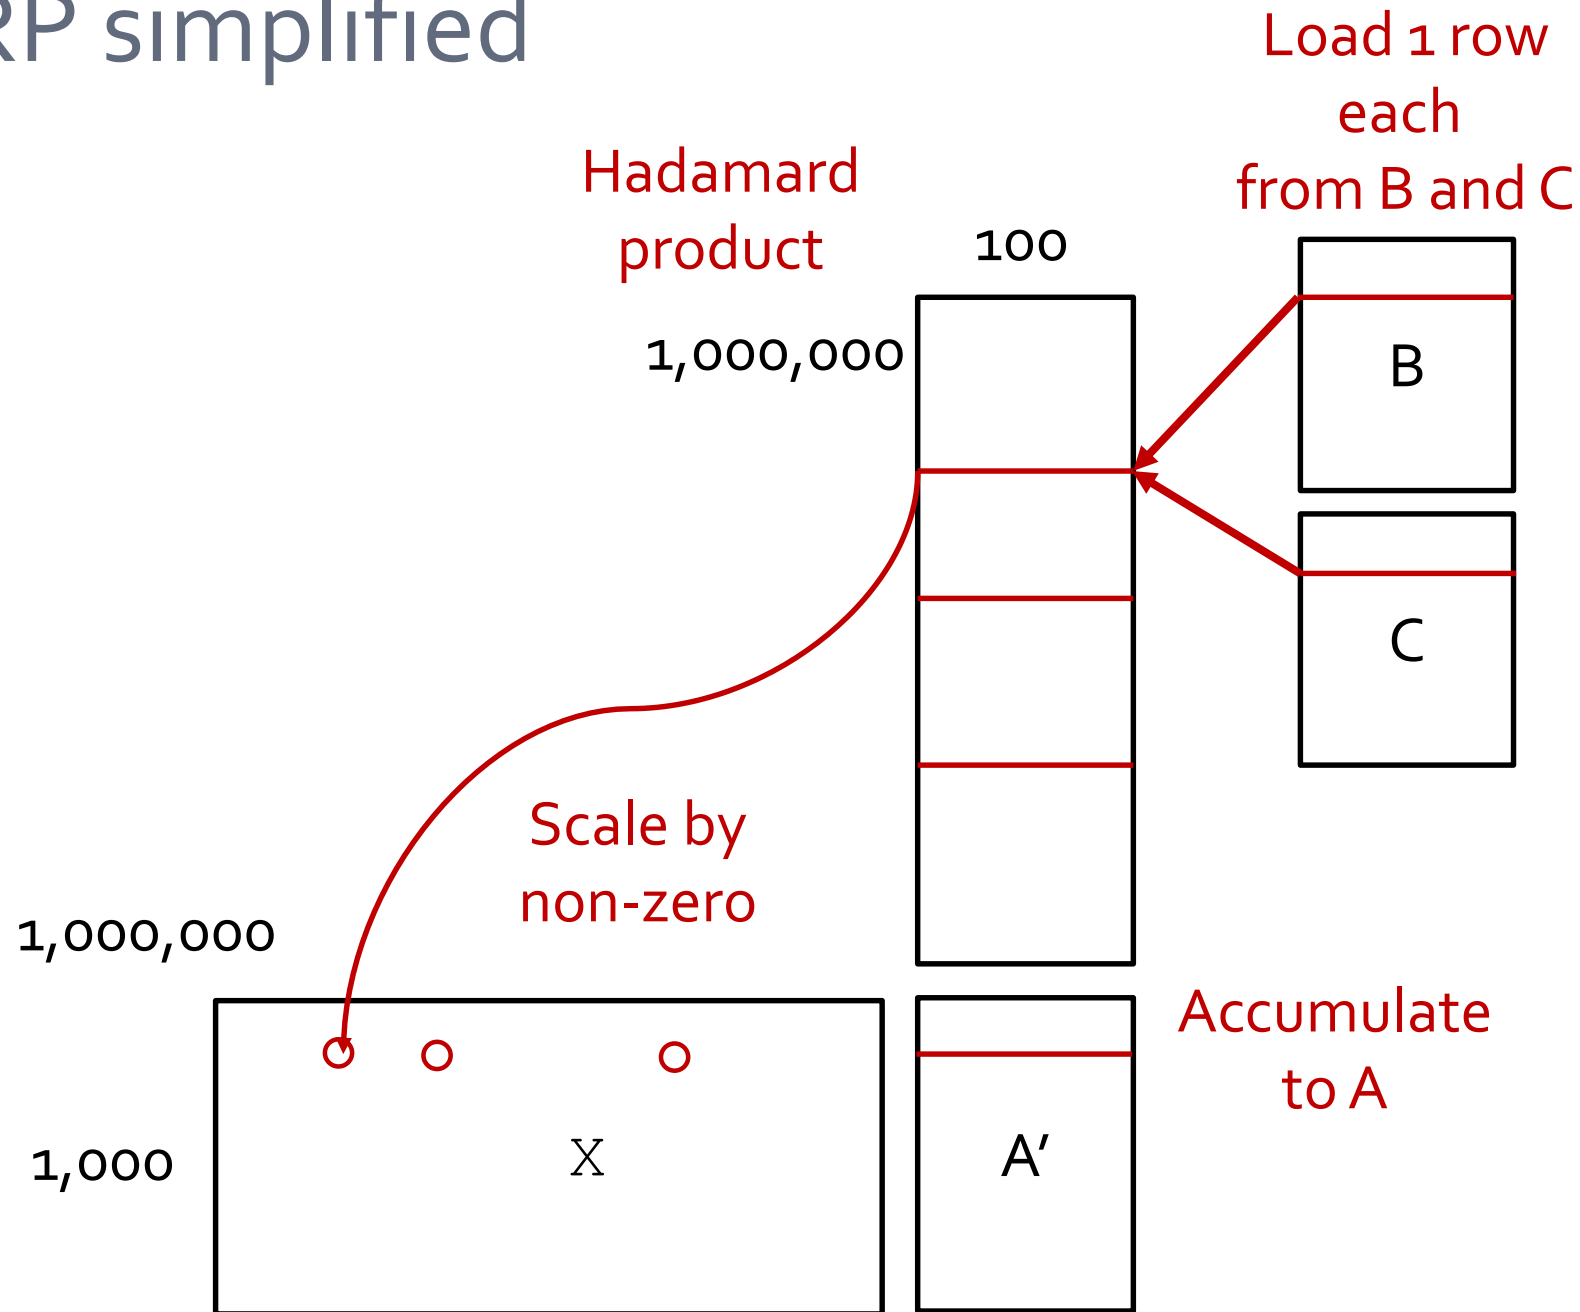 RP simplified
Load 1 row
each
from B and C
Hadamard
product
100
1,000,000
B
C
Scale by
non-zero
1,000,000
Accumulate
to A
1,000
X
A’